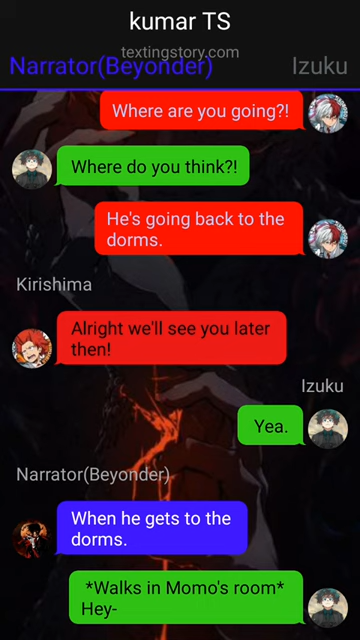 kumar TS
textingstory.com
Narrator(Beyonder)
Izuku
Where are you going?!
Where do you think?!
He's going back to the
dorms.
Kirishima
Alright we'll see you later
then!
Izuku
Yea.
Narrator(Beyonder)
When he gets to the
dorms.
*Walks in Momo's room*
Hey-